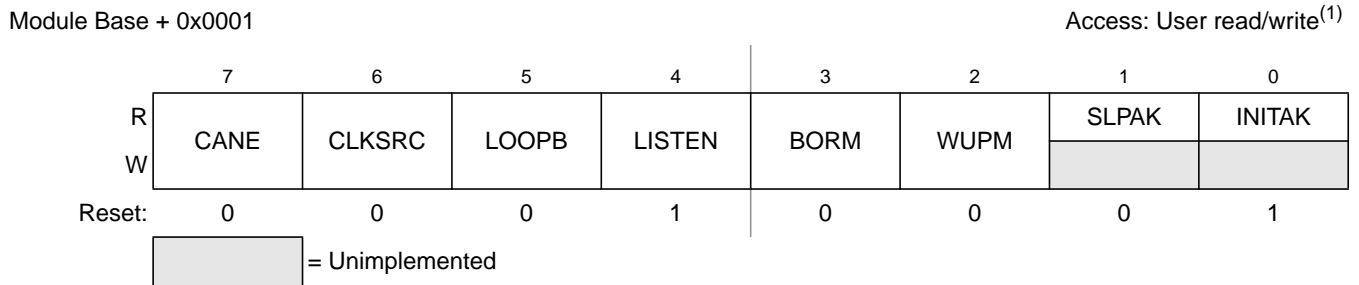 Module Base + 0x0001 Access: User read/write(1)
7 6 5 4 3 2 1 0
R CANE CLKSRC LOOPB LISTEN BORM WUPM SLPAK INITAK
W
Reset: 0 0 0 1 0 0 0 1
= Unimplemented